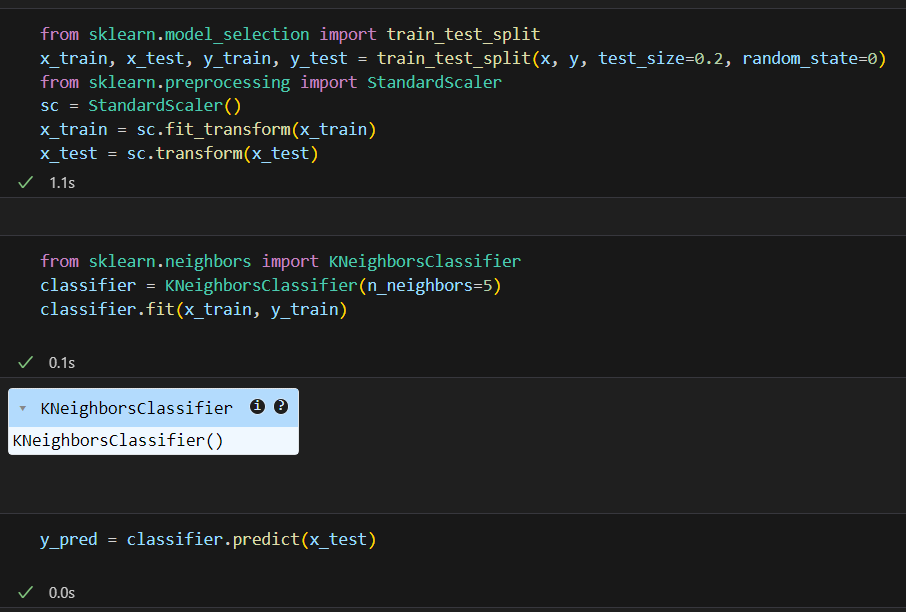 from sklearn.model_selection import train_test_split
x_train, x_test, y_train, y_test = train_test_split(x, y, test_size=0.2, random_state=0)
from sklearn.preprocessing import StandardScaler
sc = StandardScaler()
x_train = sc.fit_transform(x_train)
x_test = sc.transform(x_test)
1.1s
from sklearn.neighbors import KNeighborsClassifier
classifier = KNeighborsClassifier(n_neighbors=5)
classifier.fit(x_train, y_train)
0.1s
KNeighborsClassifier i ?
KNeighborsClassifier()
y_pred = classifier.predict(x_test)
0.0s